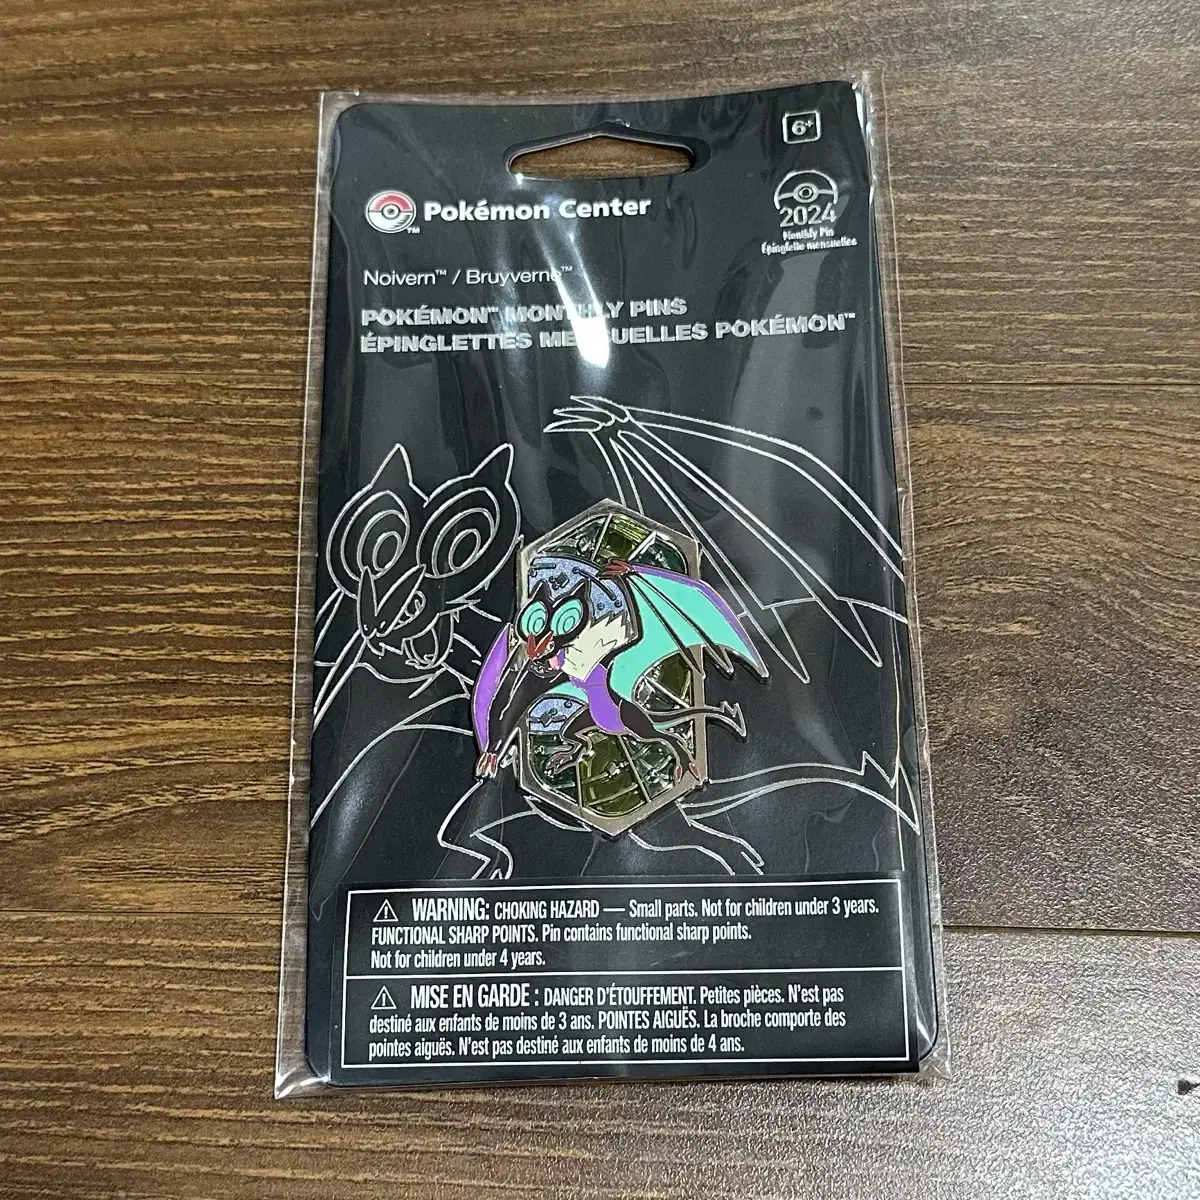 6+
Pokémon Center
TM
2024
Monthly Pin
Épinglette mensuelles
Noivern™ / Bruyverne™
POKÉMON™ MONTHLY PINS
ÉPINGLETTES MENSUELLES POKÉMON™
⚠ WARNING: CHOKING HAZARD — Small parts. Not for children under 3 years.
FUNCTIONAL SHARP POINTS. Pin contains functional sharp points.
Not for children under 4 years.
⚠ MISE EN GARDE : DANGER D'ÉTOUFFEMENT. Petites pièces. N'est pas
destiné aux enfants de moins de 3 ans. POINTES AIGUËS. La broche comporte des
pointes aiguës. N'est pas destiné aux enfants de moins de 4 ans.